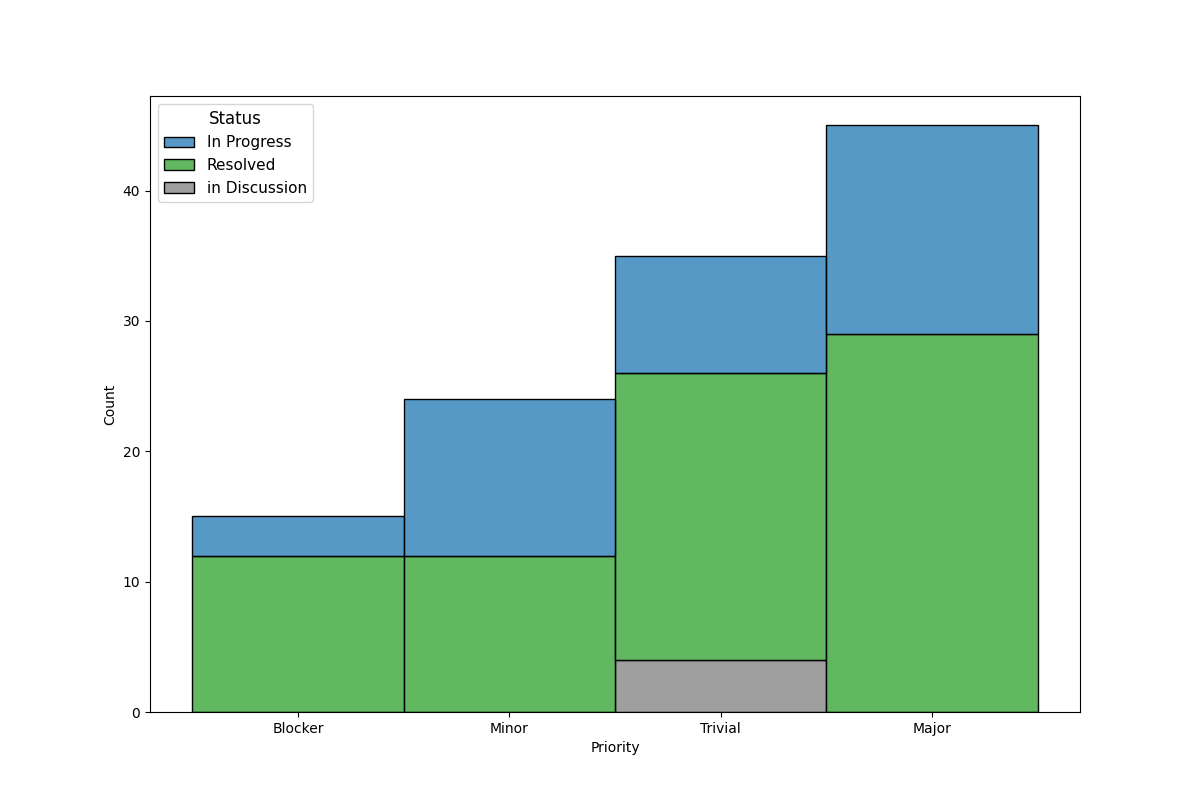 Status
In Progress
Resolved
in Discussion
40
30
20
10
0
Count
Blocker Minor Trivial Major
Priority